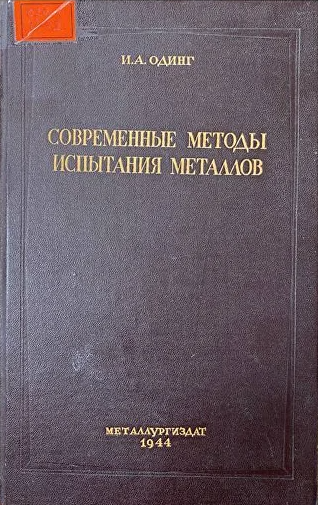 И.А. ОДИНГ
СОВРЕМЕННЫЕ МЕТОДЫ
ИСПЫТАНИЯ МЕТАЛЛОВ
МЕТАЛЛУРГИЗДАТ
1944